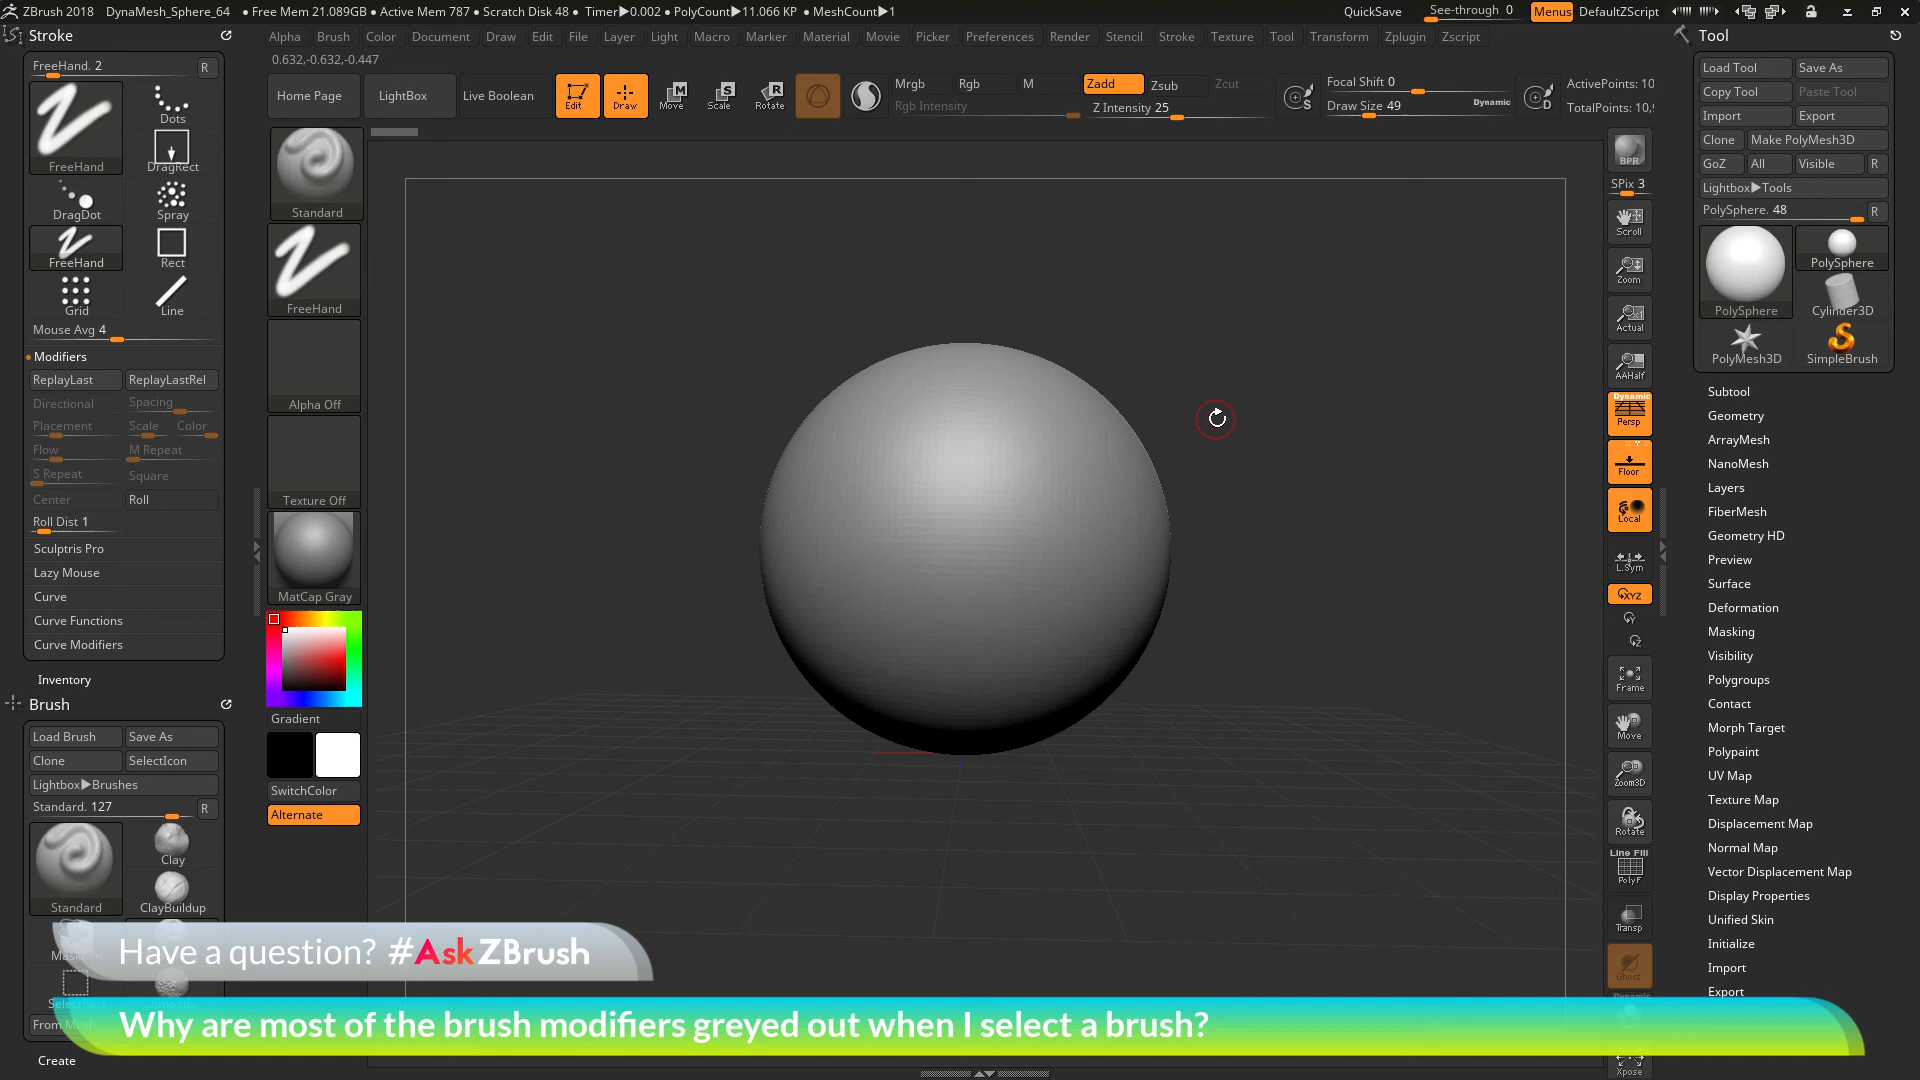 ZBrush 2018 DynaMesh_Sphere_64 • Free Mem 21.089GB • Active Mem 787 • Scratch Disk 48 • Timer▶0.002 • PolyCount▶11.066 KP • MeshCount▶1 QuickSave See-through 0 Menus DefaultZScript
Stroke
Alpha Brush Color Document Draw Edit File Layer Light Macro Marker Material Movie Picker Preferences Render Stencil Stroke Texture Tool Transform Zplugin Zscript
Tool
0.632,-0.632,-0.447
FreeHand. 2 R
Home Page LightBox Live Boolean Edit Draw Move Scale Rotate
Mrgb Rgb M Zadd Zsub Zcut
Rgb Intensity Z Intensity 25
Focal Shift 0
Draw Size 49 Dynamic
ActivePoints: 10
TotalPoints: 10,
Dots
FreeHand DragRect
DragDot Spray
FreeHand Rect
Grid Line
Mouse Avg 4
Modifiers
ReplayLast ReplayLastRel
Directional Spacing
Placement Scale Color
Flow M Repeat
S Repeat Square
Center Roll
Roll Dist 1
Sculptris Pro
Lazy Mouse
Curve
Curve Functions
Curve Modifiers
Inventory
Brush
Load Brush Save As
Clone SelectIcon
Lightbox▶Brushes
Standard. 127 R
Clay
Standard ClayBuildup
From Mesh
Create
Standard
FreeHand
Alpha Off
Texture Off
MatCap Gray
Gradient
SwitchColor
Alternate
BPR
SPix 3
Scroll
Zoom
Actual
AAHalf
Dynamic
Persp
Floor
Local
L.Sym
XYZ
Y
Z
Frame
Move
Zoom3D
Rotate
Line Fill
PolyF
Transp
Ghost
Dynamic
Xpose
Load Tool Save As
Copy Tool Paste Tool
Import Export
Clone Make PolyMesh3D
GoZ All Visible R
Lightbox▶Tools
PolySphere. 48 R
PolySphere
PolySphere Cylinder3D
PolyMesh3D SimpleBrush
Subtool
Geometry
ArrayMesh
NanoMesh
Layers
FiberMesh
Geometry HD
Preview
Surface
Deformation
Masking
Visibility
Polygroups
Contact
Morph Target
Polypaint
UV Map
Texture Map
Displacement Map
Normal Map
Vector Displacement Map
Display Properties
Unified Skin
Initialize
Import
Export
Have a question? #AskZBrush
Why are most of the brush modifiers greyed out when I select a brush?